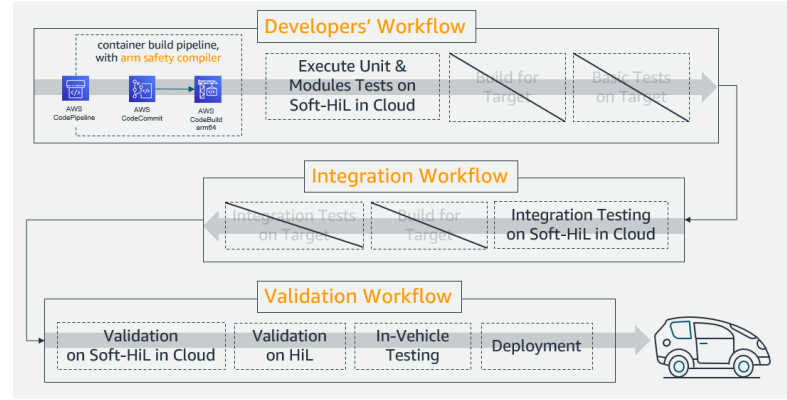 Developers’ Workflow
container build pipeline,
with arm safety compiler
AWS
CodePipeline
AWS
CodeCommit
AWS
CodeBuild
arm64
Execute Unit &
Modules Tests on
Soft-HiL in Cloud
Build for
Target
Basic Tests
on Target
Integration Workflow
Integration Tests
on Target
Build for
Target
Integration Testing
on Soft-HiL in Cloud
Validation Workflow
Validation
on Soft-HiL in Cloud
Validation
on HiL
In-Vehicle
Testing
Deployment